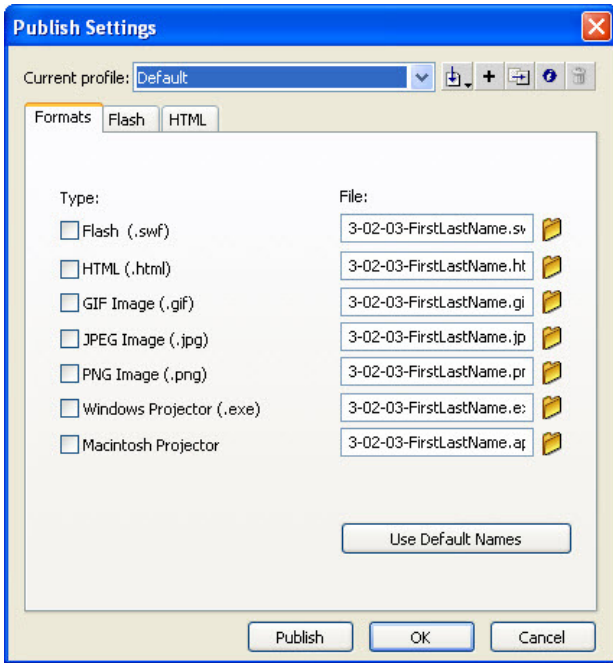 Publish Settings
Current profile: Default
Formats Flash HTML
Type: File:
Flash (.swf) 3-02-03-FirstLastName.sw
HTML (.html) 3-02-03-FirstLastName.ht
GIF Image (.gif) 3-02-03-FirstLastName.gi
JPEG Image (.jpg) 3-02-03-FirstLastName.jp
PNG Image (.png) 3-02-03-FirstLastName.pr
Windows Projector (.exe) 3-02-03-FirstLastName.e
Macintosh Projector 3-02-03-FirstLastName.ap
Use Default Names
Publish OK Cancel